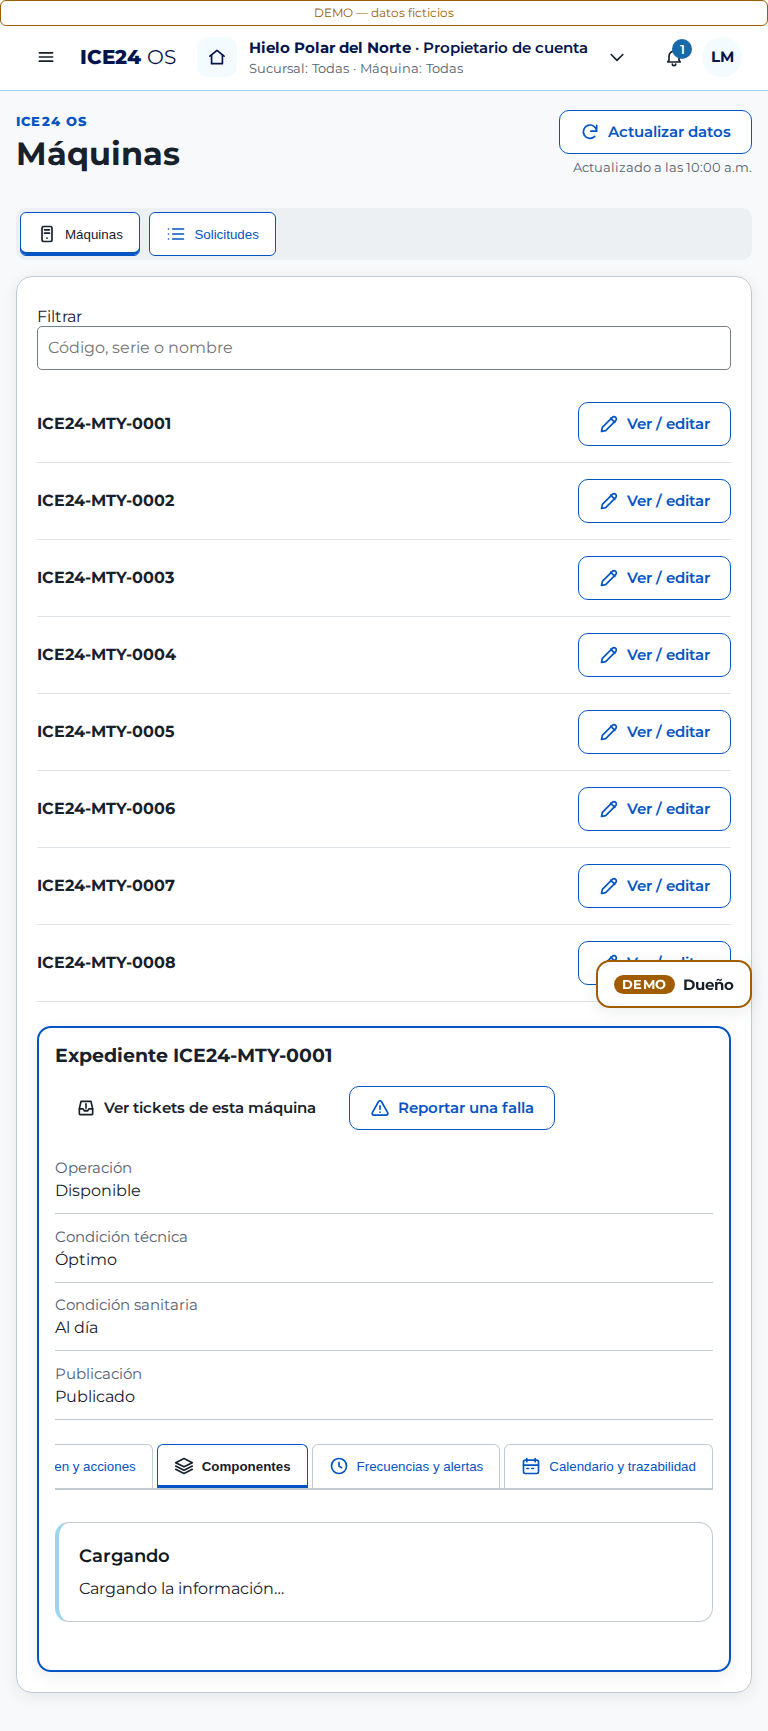 DEMO — datos ficticios
ICE24 OS
Hielo Polar del Norte · Propietario de cuenta
Sucursal: Todas · Máquina: Todas
1
LM
ICE24 OS
Máquinas
Actualizar datos
Actualizado a las 10:00 a.m.
Máquinas
Solicitudes
Filtrar
Código, serie o nombre
ICE24-MTY-0001
Ver / editar
ICE24-MTY-0002
Ver / editar
ICE24-MTY-0003
Ver / editar
ICE24-MTY-0004
Ver / editar
ICE24-MTY-0005
Ver / editar
ICE24-MTY-0006
Ver / editar
ICE24-MTY-0007
Ver / editar
ICE24-MTY-0008
DEMO Dueño
Expediente ICE24-MTY-0001
Ver tickets de esta máquina
Reportar una falla
Operación
Disponible
Condición técnica
Óptimo
Condición sanitaria
Al día
Publicación
Publicado
en y acciones
Componentes
Frecuencias y alertas
Calendario y trazabilidad
Cargando
Cargando la información...